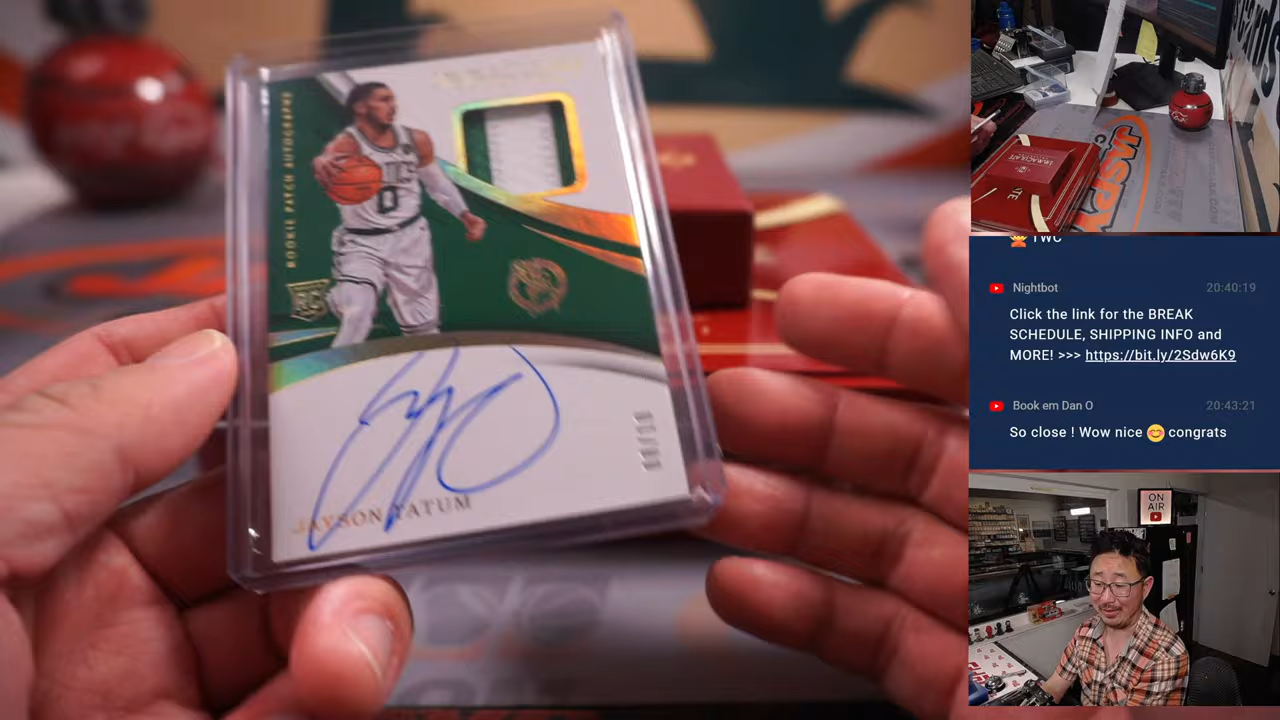 ROOKIE PATCH AUTOGRAPHS
0
RC
JAYSON TATUM
IMMACULATE
TWC
Nightbot 20:40:19
Click the link for the BREAK
SCHEDULE, SHIPPING INFO and
MORE! >>> https://bit.ly/2Sdw6K9
Book em Dan O 20:43:21
So close ! Wow nice 😊 congrats
ON
AIR